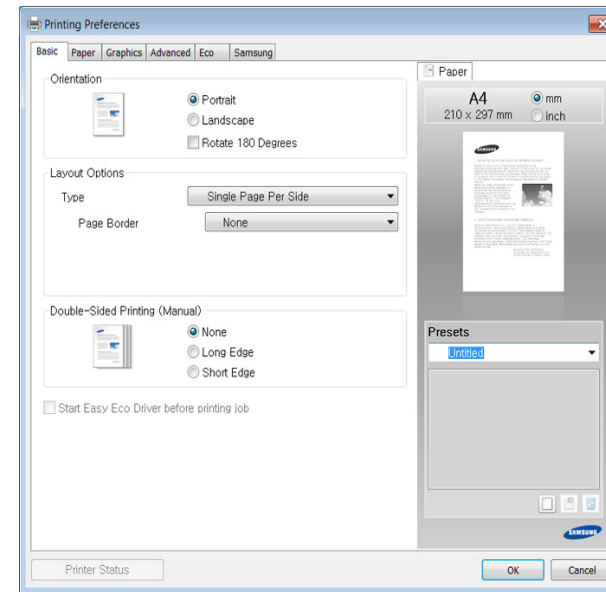 Printing Preferences
Basic Paper Graphics Advanced Eco Samsung
Orientation
Portrait
Landscape
Rotate 180 Degrees
Layout Options
Type Single Page Per Side
Page Border None
Double-Sided Printing (Manual)
None
Long Edge
Short Edge
Start Easy Eco Driver before printing job
Printer Status
Paper
A4
210 x 297 mm
mm
inch
SAMSUNG
Presets
Untitled
SAMSUNG
OK Cancel